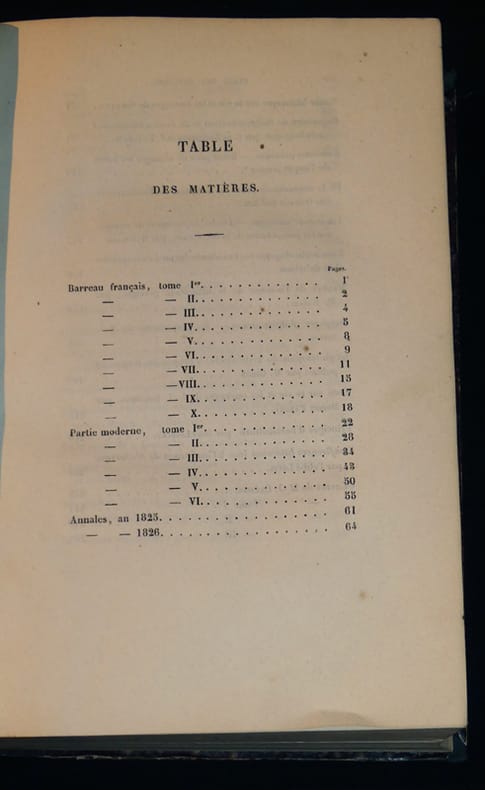 TABLE
DES MATIÈRES.
Pages.
Barreau français, tome Ier. . . . . . . . . . . . . 1
— — II. . . . . . . . . . . . . 2
— — III. . . . . . . . . . . . . 4
— — IV. . . . . . . . . . . . . 5
— — V. . . . . . . . . . . . . 8
— — VI. . . . . . . . . . . . . 9
— — VII. . . . . . . . . . . . . 11
— —VIII. . . . . . . . . . . . . 15
— — IX. . . . . . . . . . . . . 17
— — X. . . . . . . . . . . . . 18
Partie moderne, tome Ier. . . . . . . . . . . . . 22
— — II. . . . . . . . . . . . . 28
— — III. . . . . . . . . . . . . 34
— — IV. . . . . . . . . . . . . 43
— — V. . . . . . . . . . . . . 50
— — VI. . . . . . . . . . . . . 55
Annales, an 1825. . . . . . . . . . . . . . . . . 61
— — 1826. . . . . . . . . . . . . . . . . 64